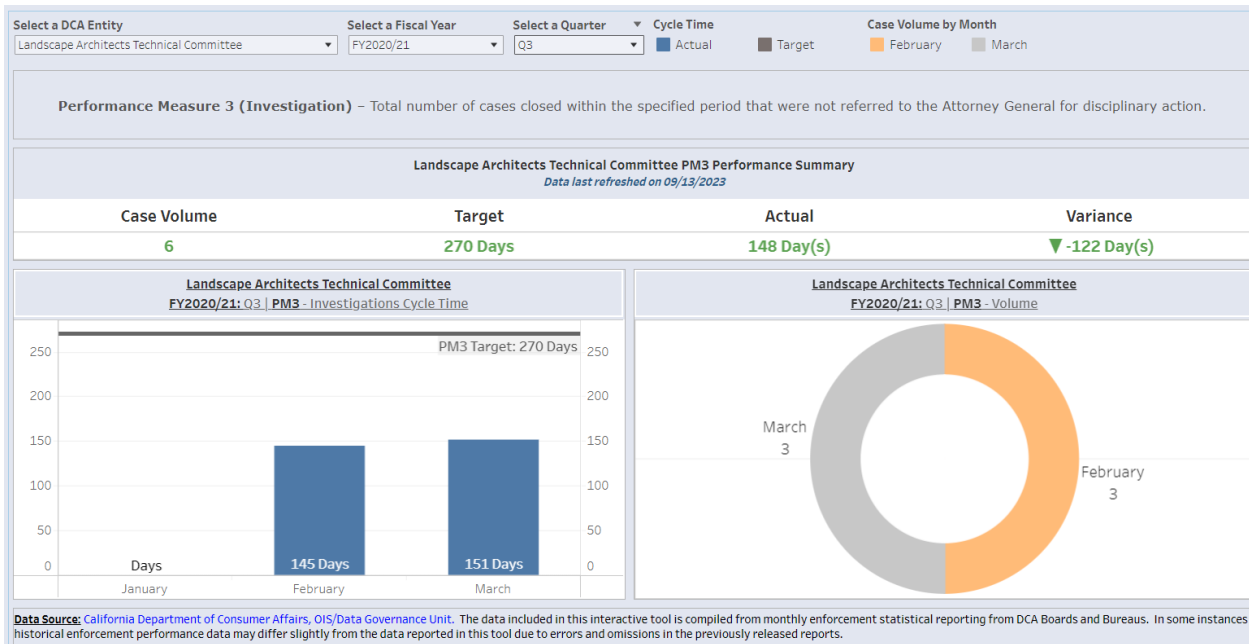 Select a DCA Entity
Select a Fiscal Year
Select a Quarter
Cycle Time
Case Volume by Month
Landscape Architects Technical Committee
FY2020/21
Q3
Actual
Target
February
March
Performance Measure 3 (Investigation) – Total number of cases closed within the specified period that were not referred to the Attorney General for disciplinary action.
Landscape Architects Technical Committee PM3 Performance Summary
Data last refreshed on 09/13/2023
Case Volume
Target
Actual
Variance
6
270 Days
148 Day(s)
▼ -122 Day(s)
Landscape Architects Technical Committee
FY2020/21: Q3 | PM3 - Investigations Cycle Time
PM3 Target: 270 Days
250
200
150
100
50
0
250
200
150
100
50
0
Days
145 Days
151 Days
January
February
March
Landscape Architects Technical Committee
FY2020/21: Q3 | PM3 - Volume
March
3
February
3
Data Source: California Department of Consumer Affairs, OIS/Data Governance Unit. The data included in this interactive tool is compiled from monthly enforcement statistical reporting from DCA Boards and Bureaus. In some instances
historical enforcement performance data may differ slightly from the data reported in this tool due to errors and omissions in the previously released reports.